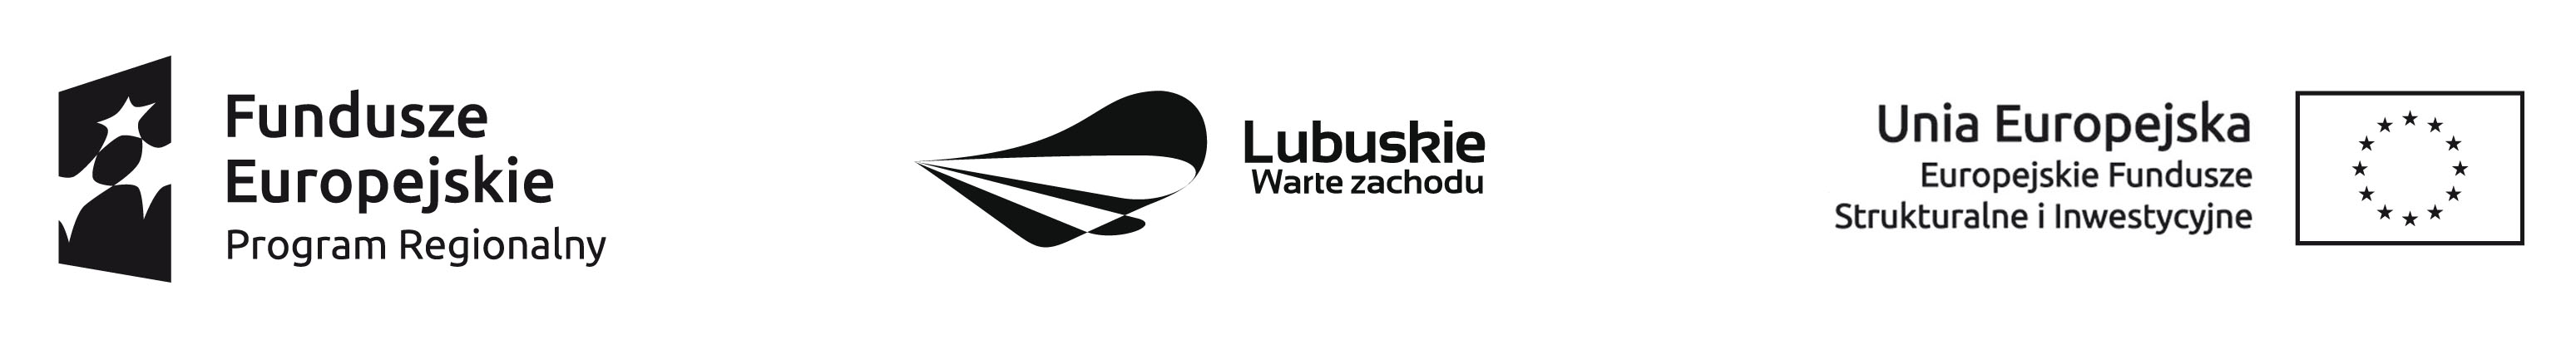 Fundusze
Europejskie
Program Regionalny
Lubuskie
Warte zachodu
Unia Europejska
Europejskie Fundusze
Strukturalne i Inwestycyjne